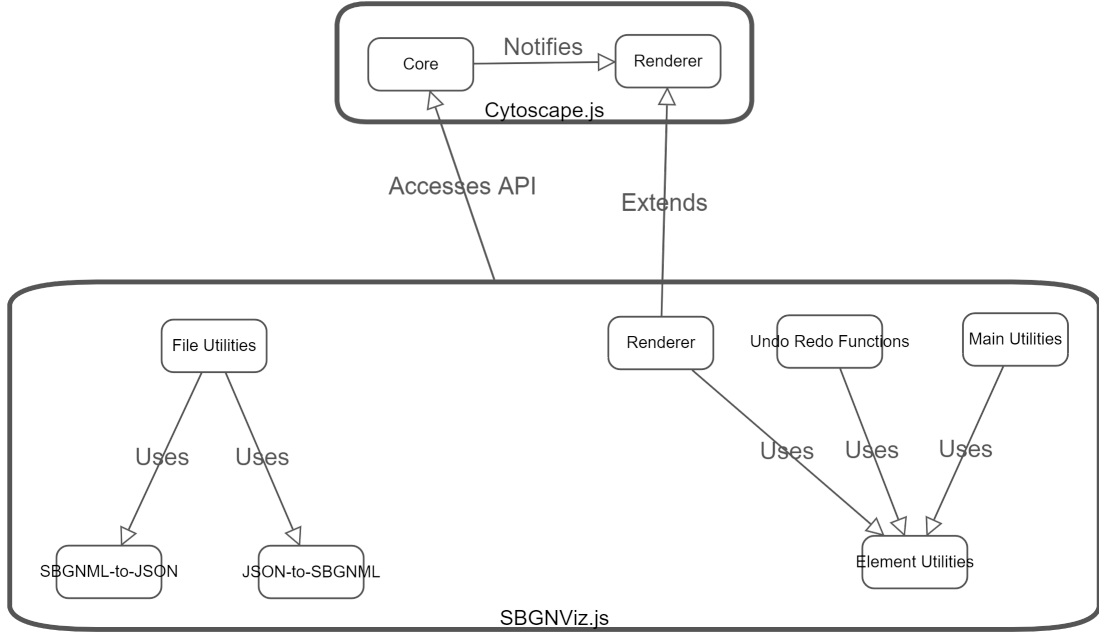 Notifies
Core
Renderer
Cytoscape.js
Accesses API
Extends
File Utilities
Renderer
Undo Redo Functions
Main Utilities
Uses
Uses
Uses
Uses
Uses
SBGNML-to-JSON
JSON-to-SBGNML
Element Utilities
SBGNViz.js